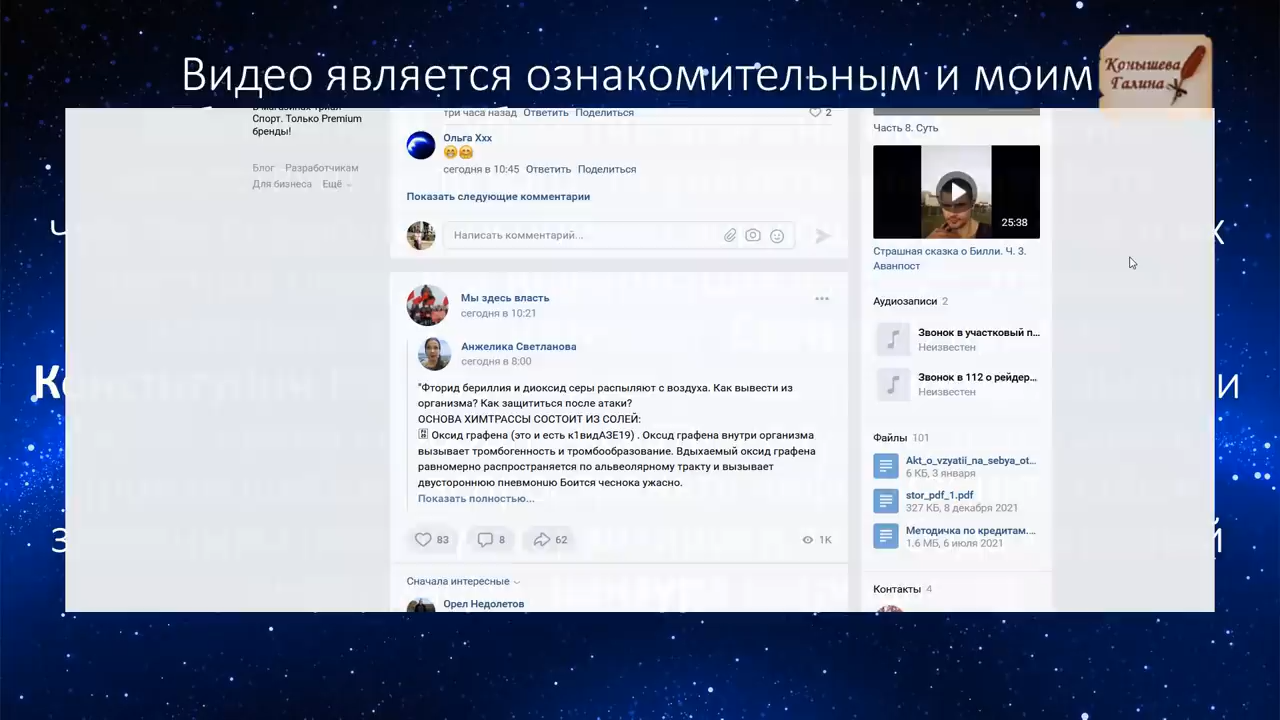 Видео является ознакомительным и моим
Конышева
Галина
Спорт. Только Premium
бренды!
Блог Разработчикам
Для бизнеса Ещё
три часа назад Ответить Поделиться
2
Ольга Ххх
сегодня в 10:45 Ответить Поделиться
Показать следующие комментарии
Написать комментарий...
Мы здесь власть
сегодня в 10:21
Анжелика Светланова
сегодня в 8:00
"Фторид бериллия и диоксид серы распыляют с воздуха. Как вывести из
организма? Как защититься после атаки?
ОСНОВА ХИМТРАССЫ СОСТОИТ ИЗ СОЛЕЙ:
Оксид графена (это и есть к1видАЗЕ19) . Оксид графена внутри организма
вызывает тромбогенность и тромбообразование. Вдыхаемый оксид графена
равномерно распространяется по альвеолярному тракту и вызывает
двустороннюю пневмонию Боится чеснока ужасно.
Показать полностью...
83 8 62 1K
Сначала интересные
Орел Недолетов
Часть 8. Суть
25:38
Страшная сказка о Билли. Ч. 3.
Аванпост
Аудиозаписи 2
Звонок в участковый п...
Неизвестен
Звонок в 112 о рейдер...
Неизвестен
Файлы 101
Akt_o_vzyatii_na_sebya_ot...
6 КБ, 3 января
stor_pdf_1.pdf
327 КБ, 8 декабря 2021
Методичка по кредитам....
1.6 МБ, 6 июля 2021
Контакты 4